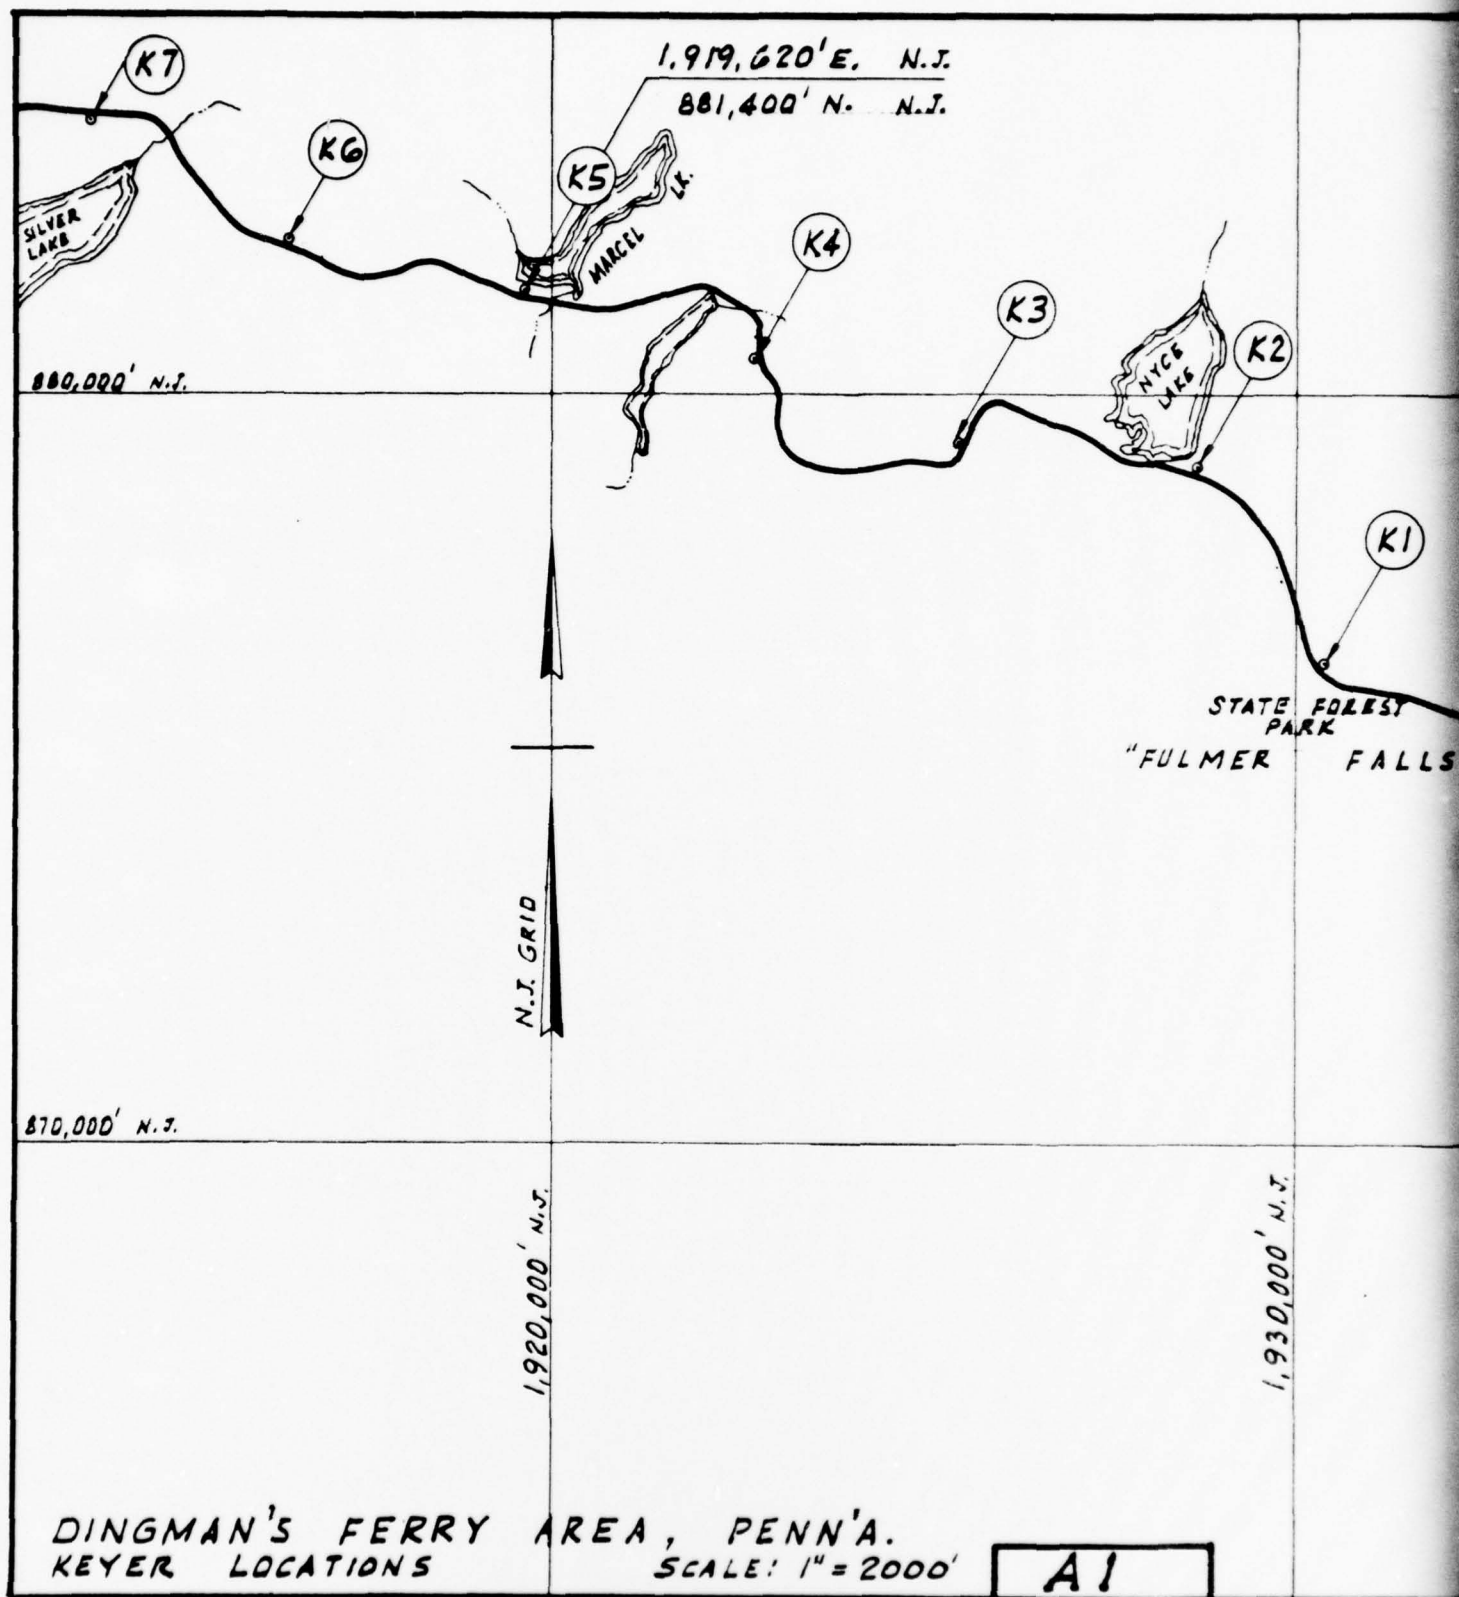 K7
1,919,620' E. N.J.
881,400' N. N.J.
K6
K5
LK.
MARCEL
SILVER
LAKE
K4
K3
K2
NYCE
LAKE
880,000' N.J.
K1
STATE FOREST
PARK
"FULMER FALLS
N.J. GRID
870,000' N.J.
1,920,000' N.J.
1,930,000' N.J.
DINGMAN'S FERRY AREA, PENN'A.
KEYER LOCATIONS SCALE: 1" = 2000'
A1